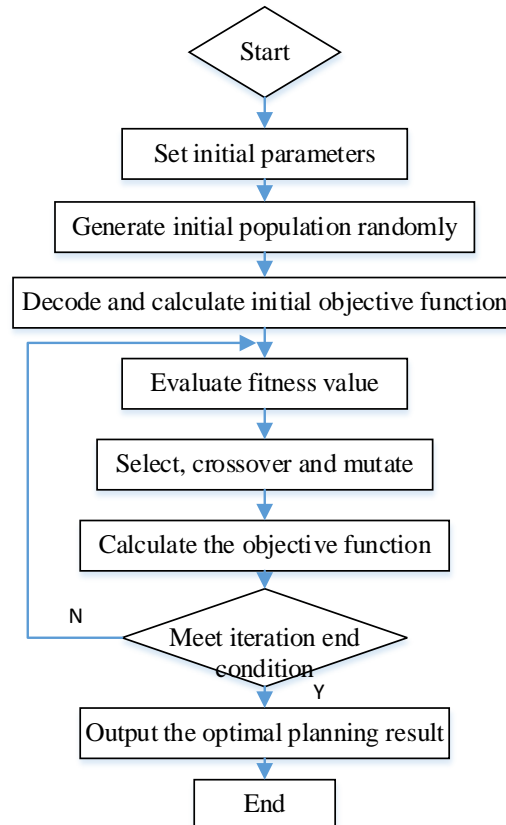 Start
Set initial parameters
Generate initial population randomly
Decode and calculate initial objective function
Evaluate fitness value
Select, crossover and mutate
Calculate the objective function
N
Meet iteration end
condition
Y
Output the optimal planning result
End